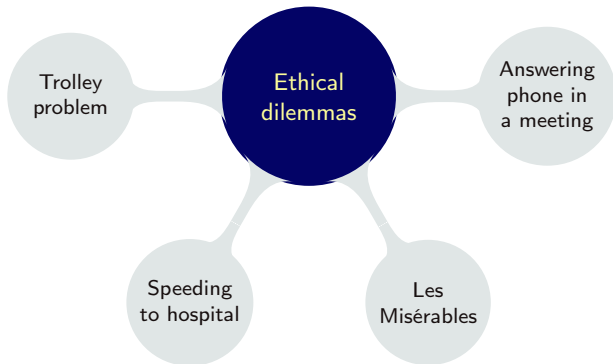 Ethical
dilemmas
Trolley
problem
Speeding
to hospital
Les
Misérables
Answering
phone in
a meeting